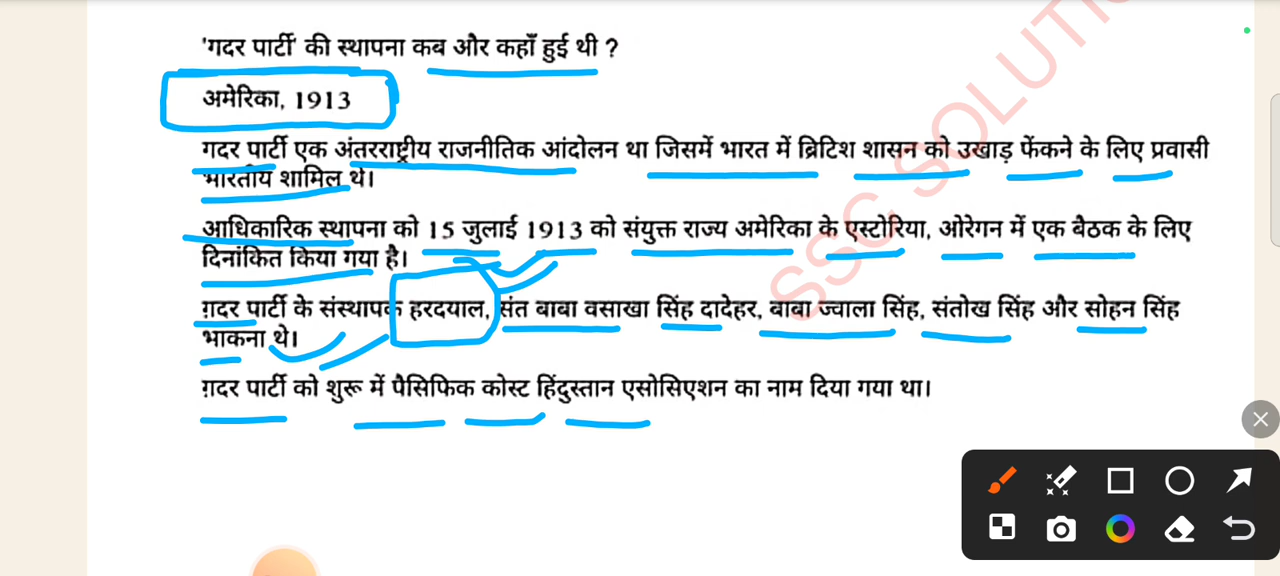 'गदर पार्टी' की स्थापना कब और कहाँ हुई थी ?
अमेरिका, 1913
गदर पार्टी एक अंतरराष्ट्रीय राजनीतिक आंदोलन था जिसमें भारत में ब्रिटिश शासन को उखाड़ फेंकने के लिए प्रवासी
भारतीय शामिल थे।
आधिकारिक स्थापना को 15 जुलाई 1913 को संयुक्त राज्य अमेरिका के एस्टोरिया, ओरेगन में एक बैठक के लिए
दिनांकित किया गया है।
ग़दर पार्टी के संस्थापक हरदयाल, संत बाबा वसाखा सिंह दादेहर, बाबा ज्वाला सिंह, संतोख सिंह और सोहन सिंह
भाकना थे।
ग़दर पार्टी को शुरू में पैसिफिक कोस्ट हिंदुस्तान एसोसिएशन का नाम दिया गया था।
SSC SOLUTI